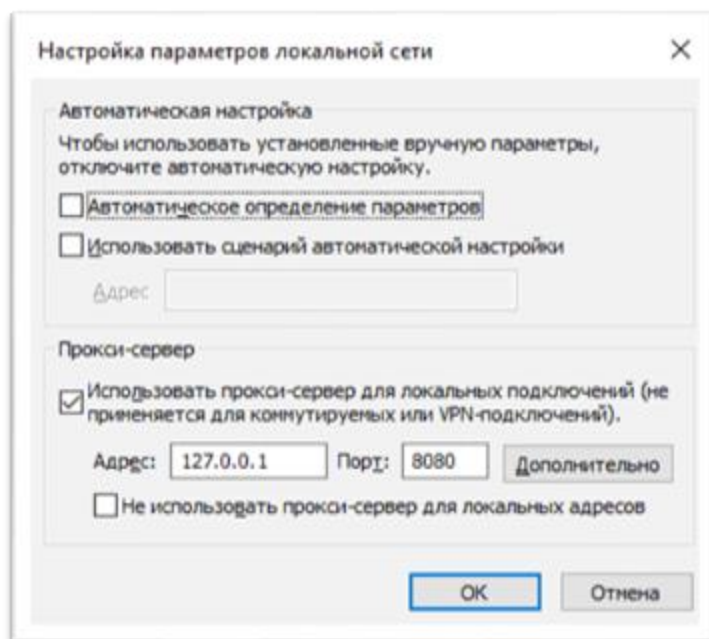 Настройка параметров локальной сети
Автоматическая настройка
Чтобы использовать установленные вручную параметры,
отключите автоматическую настройку.
Автоматическое определение параметров
Использовать сценарий автоматической настройки
Адрес
Прокси-сервер
Использовать прокси-сервер для локальных подключений (не
применяется для коммутируемых или VPN-подключений).
Адрес: 127.0.0.1 Порт: 8080 Дополнительно
Не использовать прокси-сервер для локальных адресов
ОК Отмена